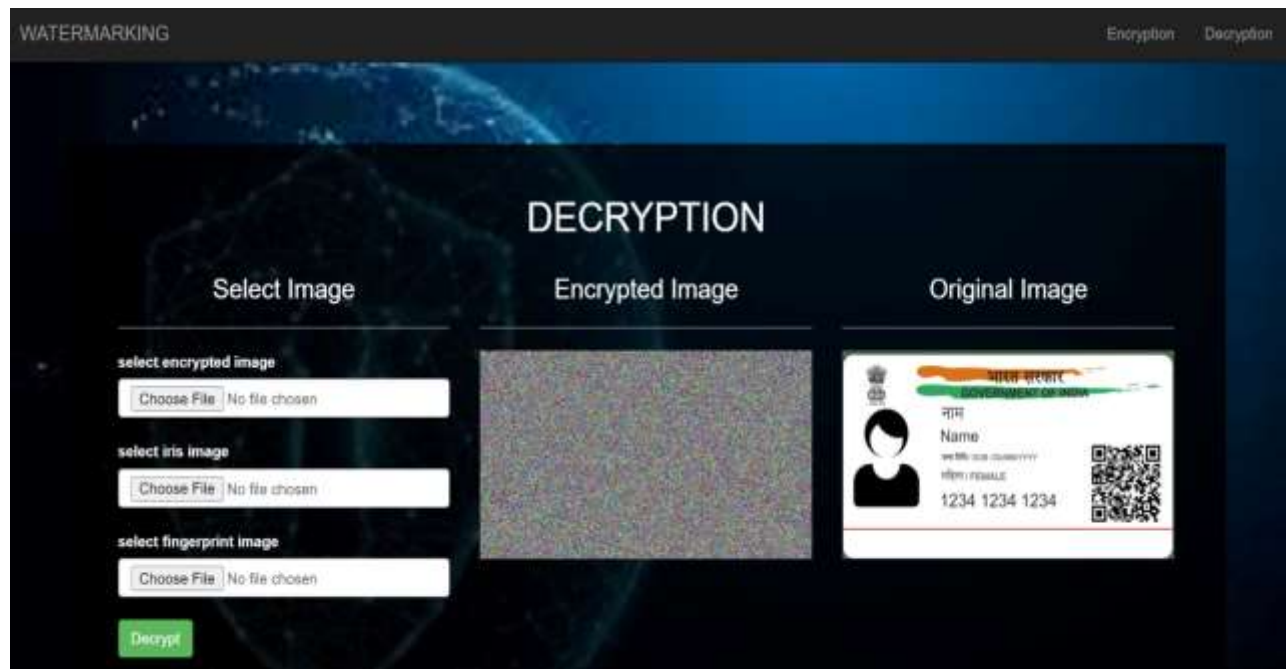 WATERMARKING
Encryption Decryption
DECRYPTION
Select Image
Encrypted Image
Original Image
select encrypted image
Choose File No file chosen
select iris image
Choose File No file chosen
select fingerprint image
Choose File No file chosen
Decrypt
भारत सरकार
GOVERNMENT OF INDIA
नाम
Name
FEMALE
1234 1234 1234